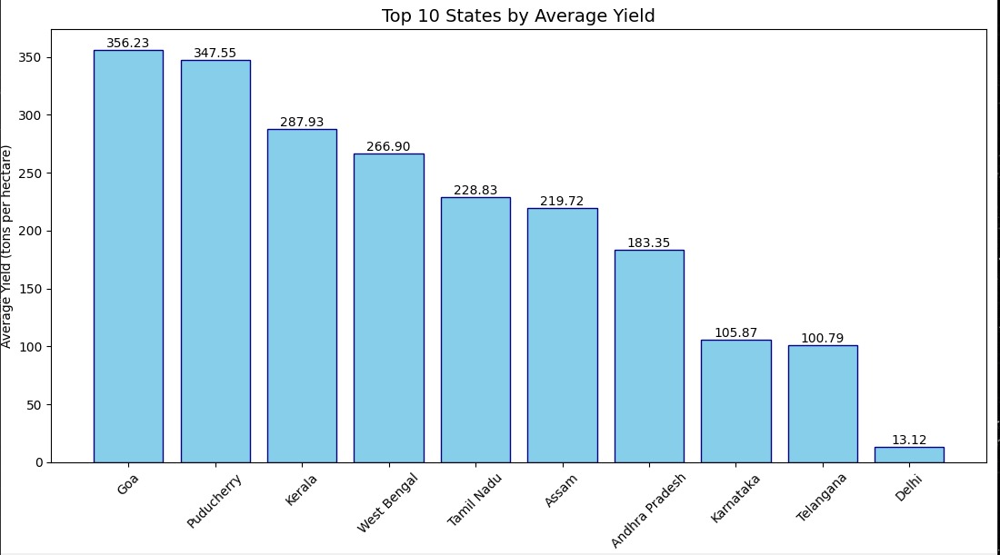 Top 10 States by Average Yield
Average Yield (tons per hectare)
350
300
250
200
150
100
50
0
356.23
347.55
287.93
266.90
228.83
219.72
183.35
105.87
100.79
13.12
Goa
Puducherry
Kerala
West Bengal
Tamil Nadu
Assam
Andhra Pradesh
Karnataka
Telangana
Delhi